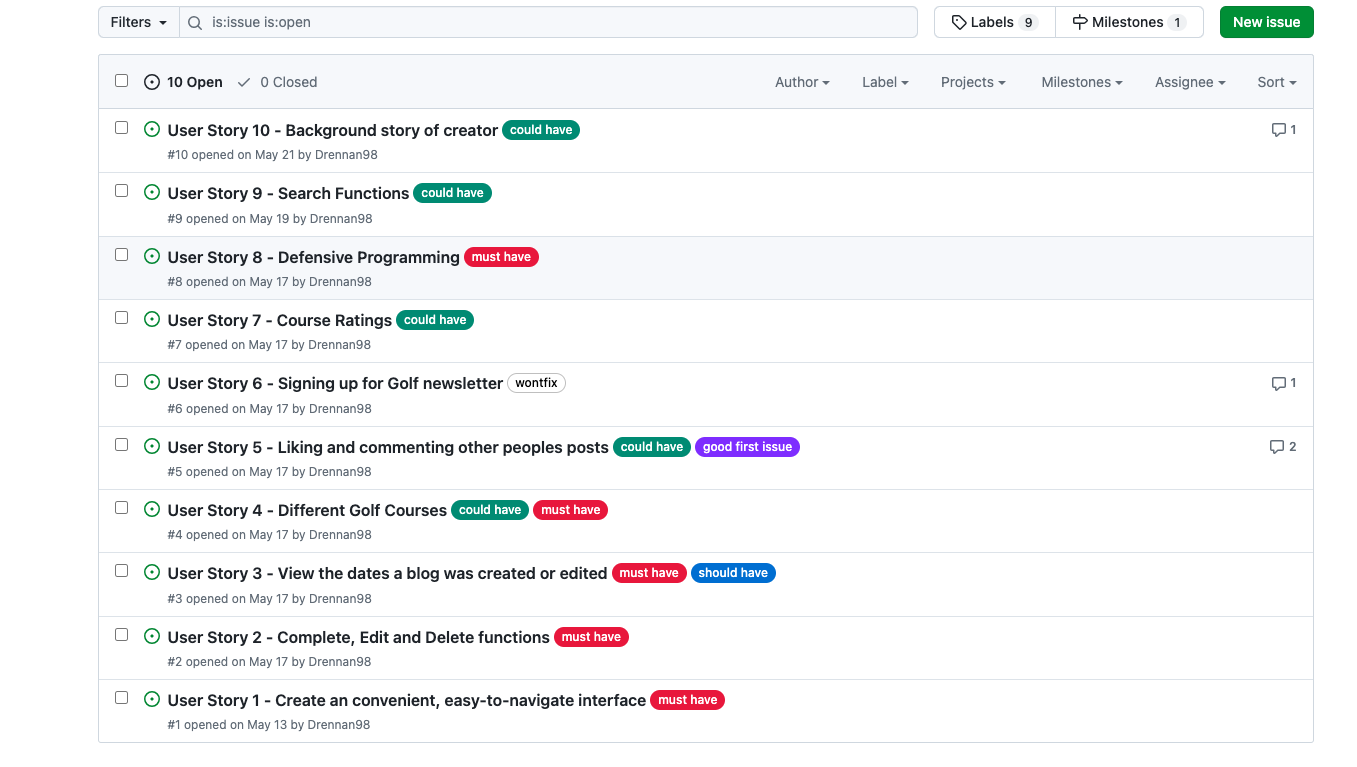 Filters is:issue is:open Labels 9 Milestones 1 New issue
10 Open 0 Closed Author Label Projects Milestones Assignee Sort
User Story 10 - Background story of creator could have 1
#10 opened on May 21 by Drennan98
User Story 9 - Search Functions could have
#9 opened on May 19 by Drennan98
User Story 8 - Defensive Programming must have
#8 opened on May 17 by Drennan98
User Story 7 - Course Ratings could have
#7 opened on May 17 by Drennan98
User Story 6 - Signing up for Golf newsletter wontfix 1
#6 opened on May 17 by Drennan98
User Story 5 - Liking and commenting other peoples posts could have good first issue 2
#5 opened on May 17 by Drennan98
User Story 4 - Different Golf Courses could have must have
#4 opened on May 17 by Drennan98
User Story 3 - View the dates a blog was created or edited must have should have
#3 opened on May 17 by Drennan98
User Story 2 - Complete, Edit and Delete functions must have
#2 opened on May 17 by Drennan98
User Story 1 - Create an convenient, easy-to-navigate interface must have
#1 opened on May 13 by Drennan98